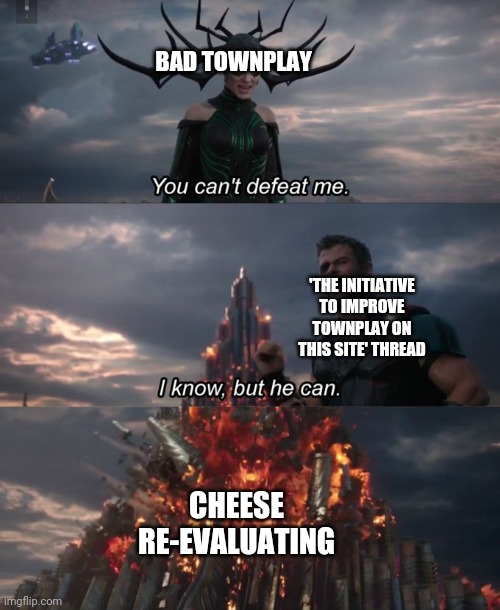 BAD TOWNPLAY
You can't defeat me.
'THE INITIATIVE
TO IMPROVE
TOWNPLAY ON
THIS SITE' THREAD
I know, but he can.
CHEESE
RE-EVALUATING
imgflip.com